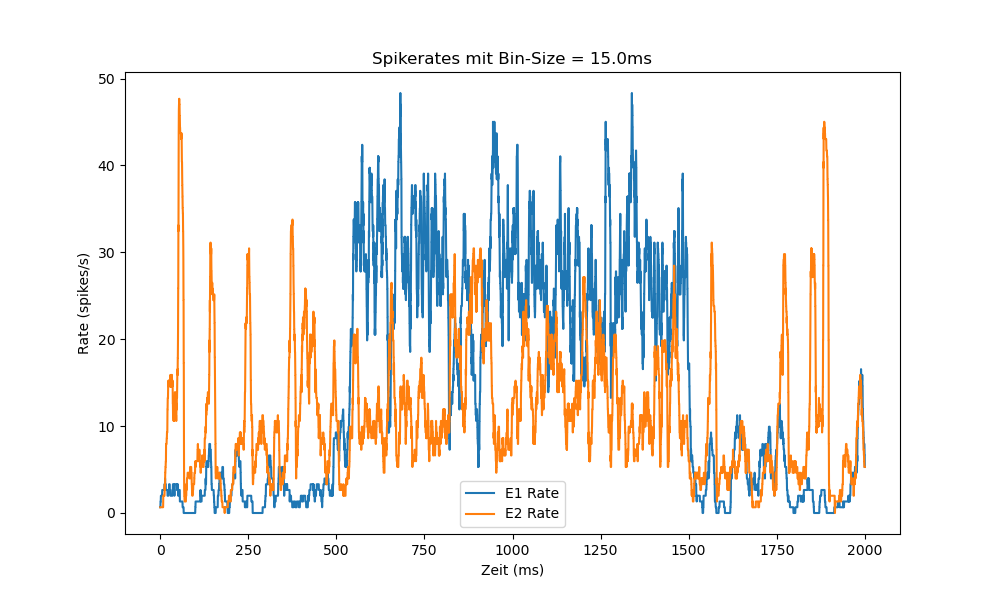 Spikerates mit Bin-Size = 15.0ms
50
40
30
20
10
0
Rate (spikes/s)
E1 Rate
E2 Rate
0 250 500 750 1000 1250 1500 1750 2000
Zeit (ms)